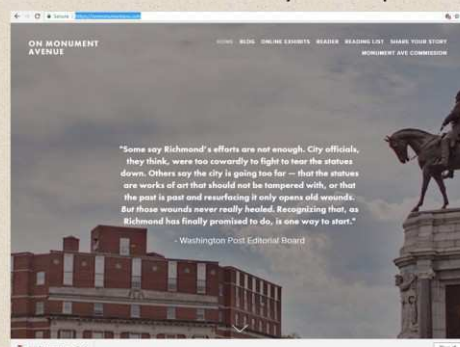 Secure
https://onmonumentave.com
ON MONUMENT
AVENUE
HOME BLOG ONLINE EXHIBITS READER READING LIST SHARE YOUR STORY
MONUMENT AVE COMMISSION
"Some say Richmond's efforts are not enough. City officials,
they think, were too cowardly to fight to tear the statues
down. Others say the city is going too far — that the statues
are works of art that should not be tampered with, or that
the past is past and resurfacing it only opens old wounds.
But those wounds never really healed. Recognizing that, as
Richmond has finally promised to do, is one way to start."
- Washington Post Editorial Board